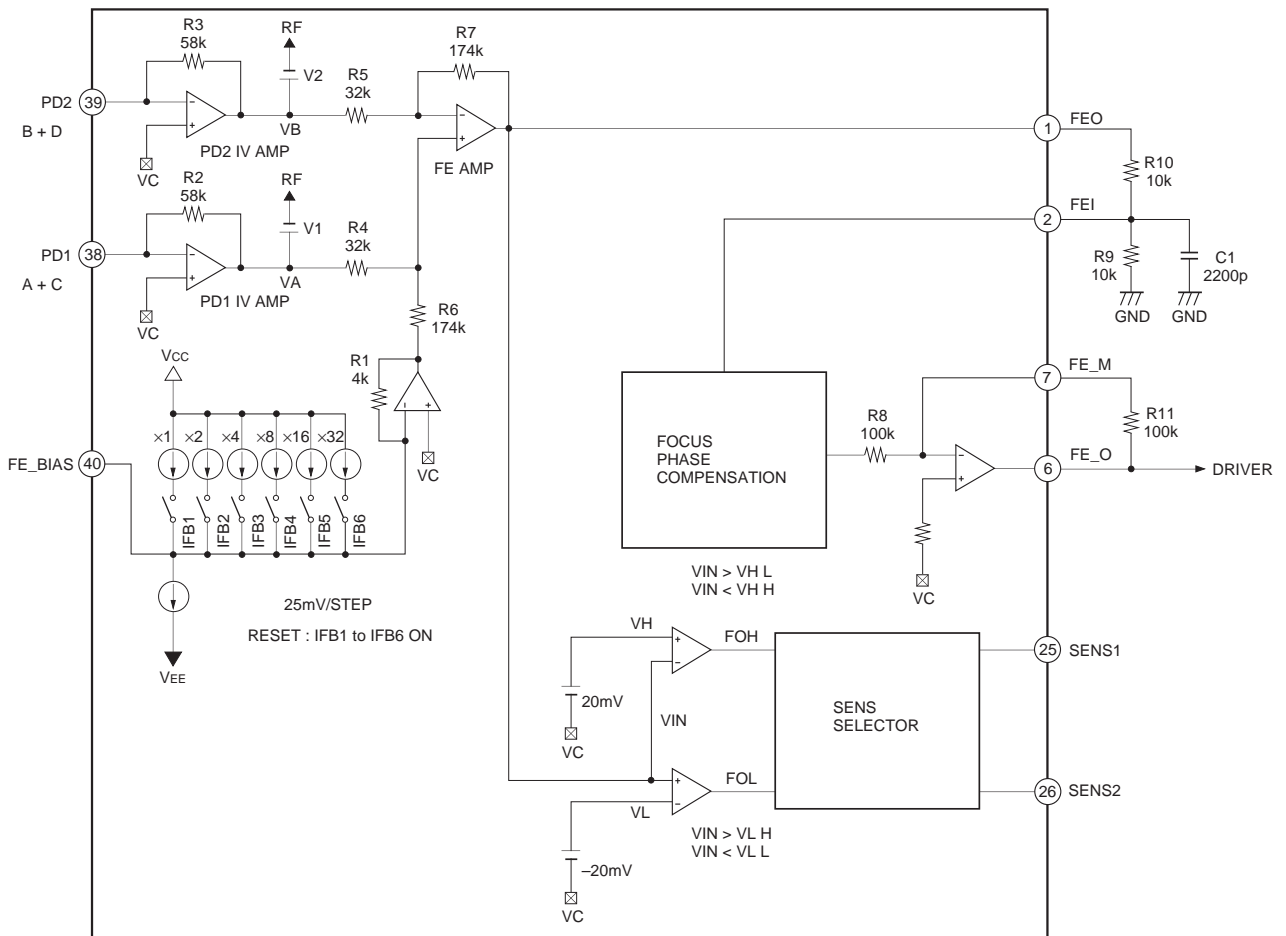 R3
58k
RF
V2
R7
174k
R5
32k
PD2
39
B + D
−
+
VB
PD2 IV AMP
VC
−
+
FE AMP
1
FEO
R10
10k
R2
58k
RF
V1
R4
32k
2
FEI
PD1
38
A + C
−
+
VA
PD1 IV AMP
VC
R9
10k
C1
2200p
GND
GND
R6
174k
R1
4k
−
+
VC
VCC
×1
×2
×4
×8
×16
×32
FE_BIAS
40
IFB1
IFB2
IFB3
IFB4
IFB5
IFB6
VEE
25mV/STEP
RESET : IFB1 to IFB6 ON
FOCUS
PHASE
COMPENSATION
R8
100k
7
FE_M
R11
100k
−
+
6
FE_O
DRIVER
VC
VIN > VH L
VIN < VH H
VH
+
−
FOH
20mV
VC
VIN
SENS
SELECTOR
25
SENS1
+
−
FOL
VL
26
SENS2
VIN > VL H
VIN < VL L
–20mV
VC